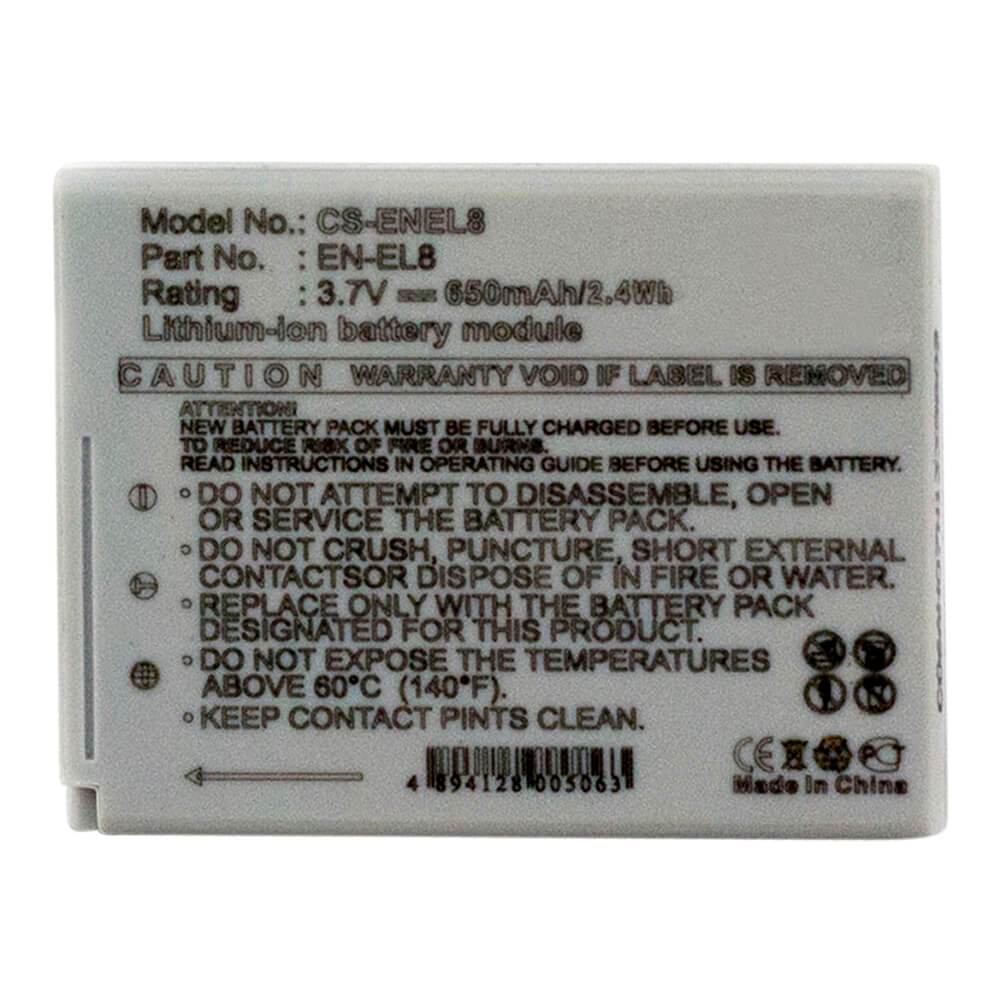 Model No.: CS-ENEL8
Part No. : EN-EL8
Rating : 3.7V 650mAh/2.4Wh
Lithium-ion battery module
CAUTION WARRANTY VOID IF LABEL IS REMOVED
ATTENTION!
NEW BATTERY PACK MUST BE FULLY CHARGED BEFORE USE.
TO REDUCE RISK OF FIRE OR BURNS.
READ INSTRUCTIONS IN OPERATING GUIDE BEFORE USING THE BATTERY.
DO NOT ATTEMPT TO DISASSEMBLE, OPEN
OR SERVICE THE BATTERY PACK.
DO NOT CRUSH, PUNCTURE, SHORT EXTERNAL
CONTACTSOR DISPOSE OF IN FIRE OR WATER.
REPLACE ONLY WITH THE BATTERY PACK
DESIGNATED FOR THIS PRODUCT.
DO NOT EXPOSE THE TEMPERATURES
ABOVE 60°C (140°F).
KEEP CONTACT PINTS CLEAN.
4 894128 005063
CE
Made in China